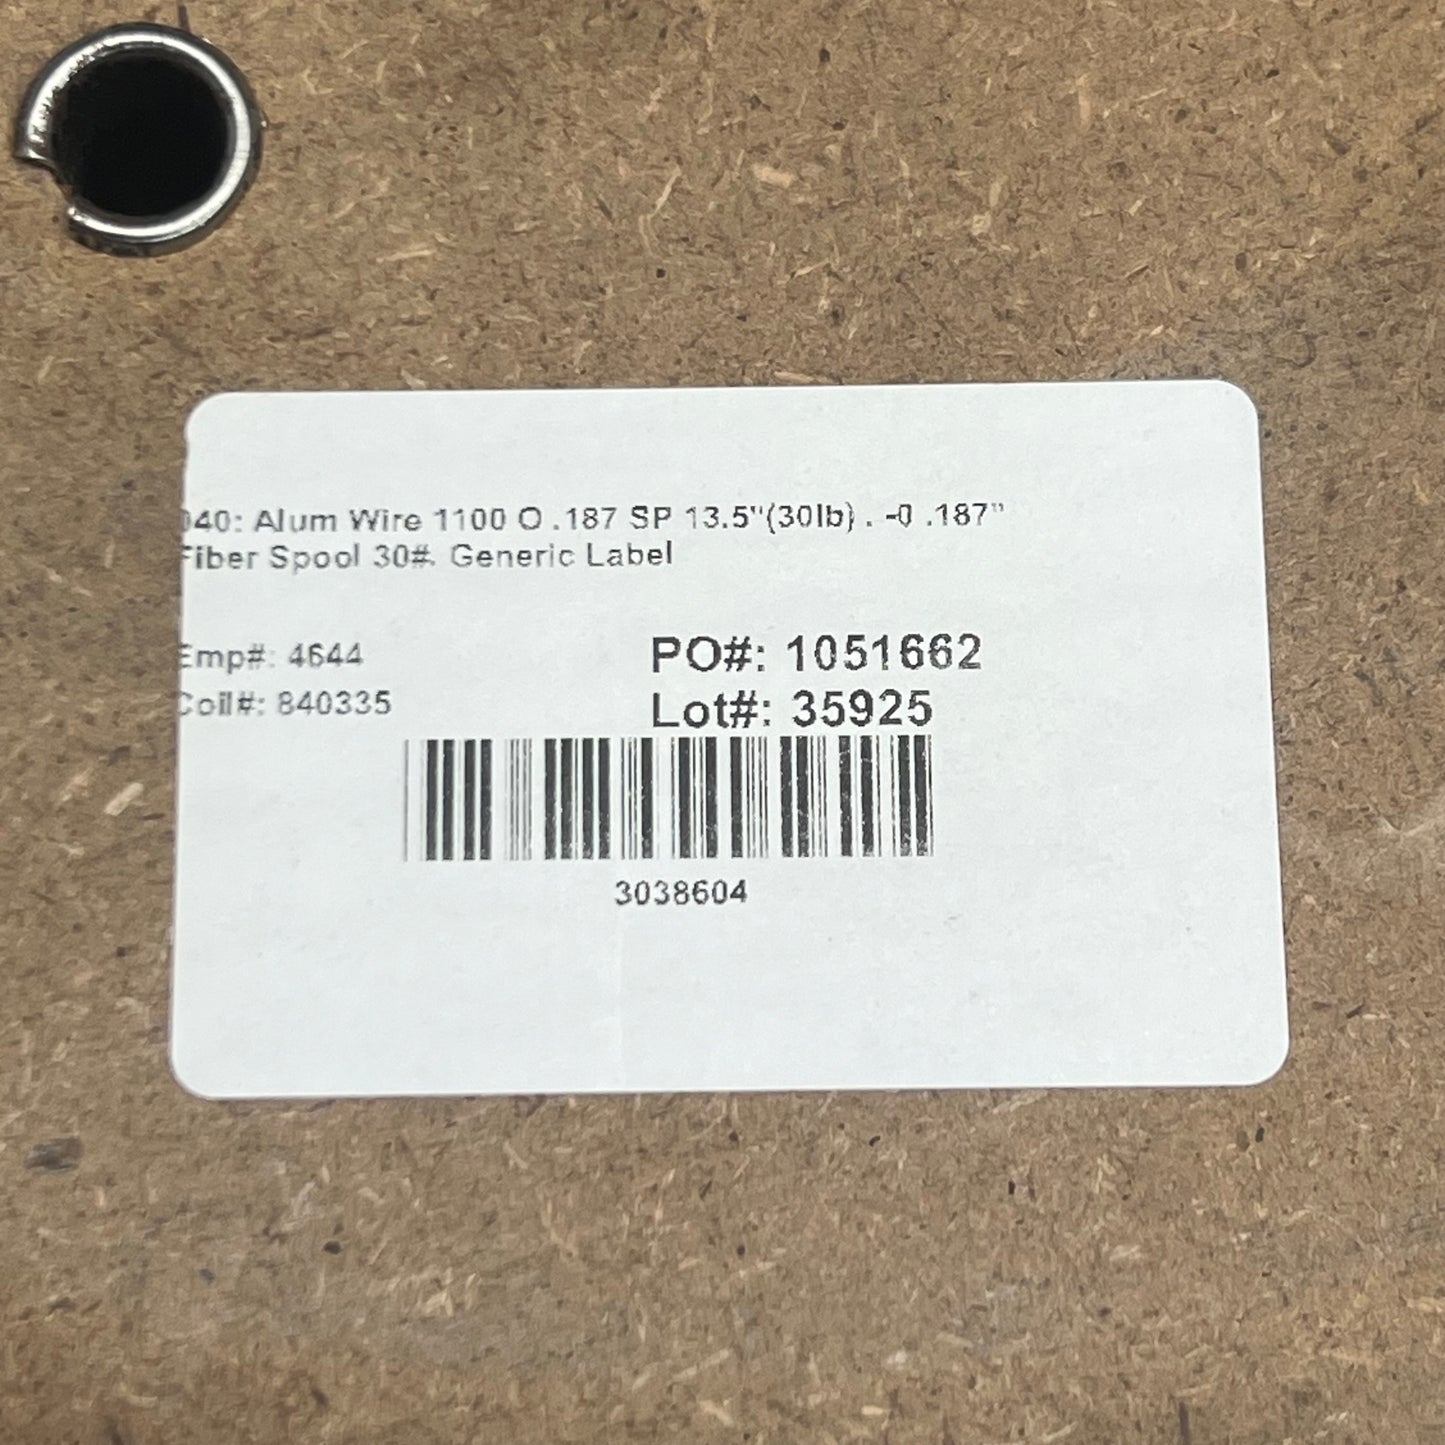 040: Alum Wire 1100 O .187 SP 13.5"(30lb) . -0 .187"
Fiber Spool 30#. Generic Label
Emp#: 4644
PO#: 1051662
Coil#: 840335
Lot#: 35925
3038604